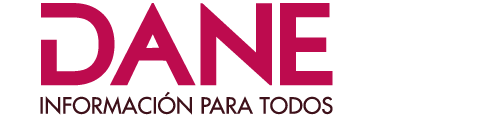 DANE
INFORMACIÓN PARA TODOS